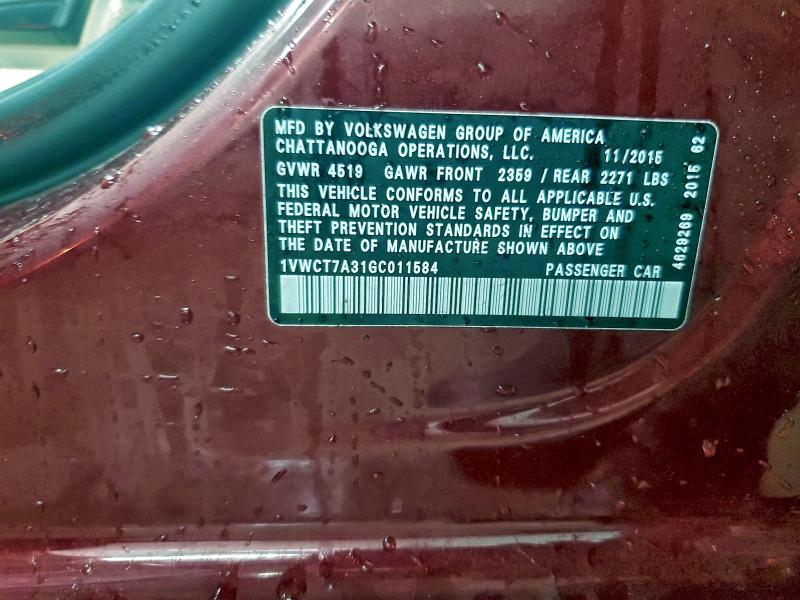 MFD BY VOLKSWAGEN GROUP OF AMERICA
CHATTANOOGA OPERATIONS, LLC. 11/2015
GVWR 4519 GAWR FRONT 2359 / REAR 2271 LBS
THIS VEHICLE CONFORMS TO ALL APPLICABLE U.S.
FEDERAL MOTOR VEHICLE SAFETY, BUMPER AND
THEFT PREVENTION STANDARDS IN EFFECT ON
THE DATE OF MANUFACTURE SHOWN ABOVE
1VWCT7A31GC011584 PASSENGER CAR
4629269 2015 62